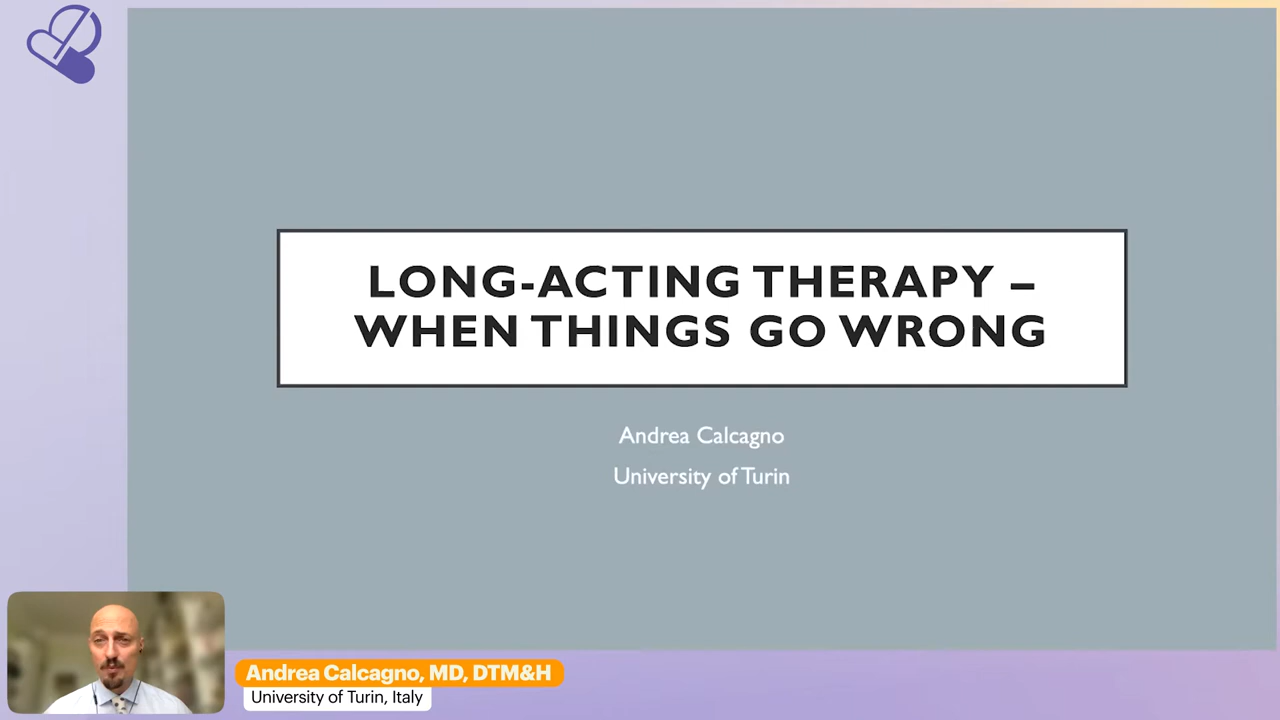 LONG-ACTING THERAPY –
WHEN THINGS GO WRONG
Andrea Calcagno
University of Turin
Andrea Calcagno, MD, DTM&H
University of Turin, Italy